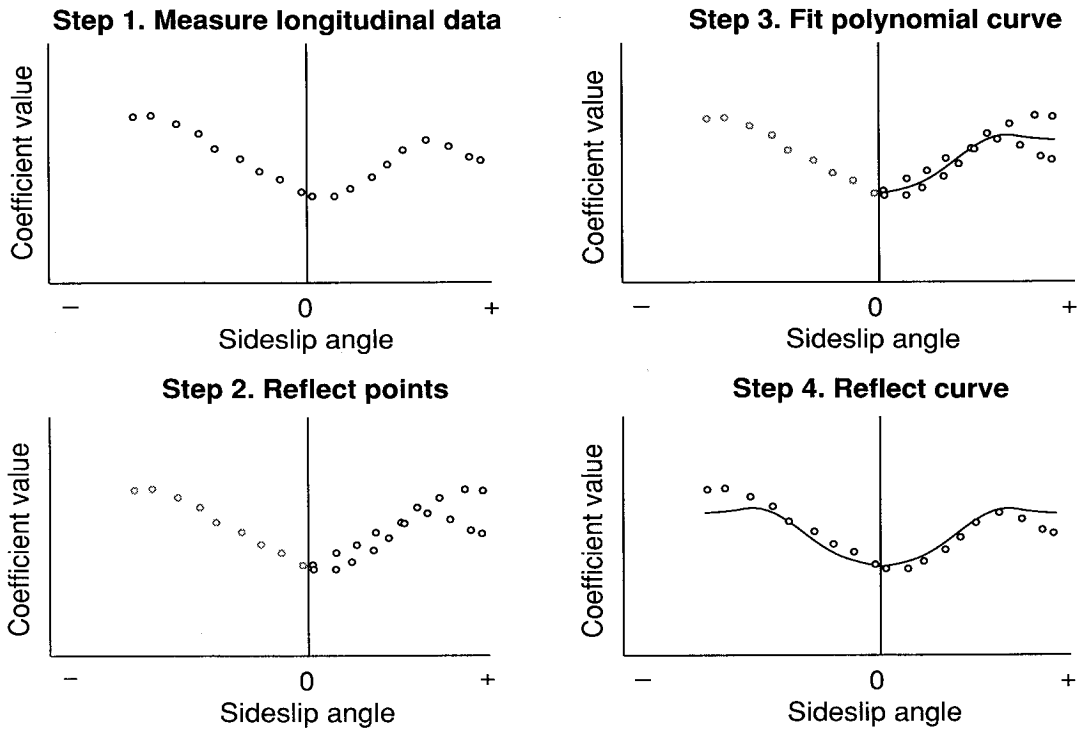 Step 1. Measure longitudinal data
Coefficient value
− 0 +
Sideslip angle
Step 2. Reflect points
Coefficient value
− 0 +
Sideslip angle
Step 3. Fit polynomial curve
Coefficient value
− 0 +
Sideslip angle
Step 4. Reflect curve
Coefficient value
− 0 +
Sideslip angle